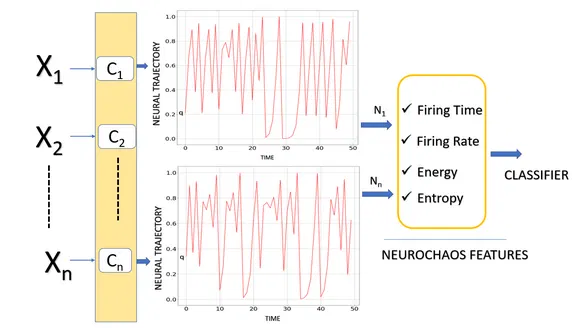 X1
X2
Xn
C1
C2
Cn
NEURAL TRAJECTORY
1.0
0.8
0.6
0.4
0.2
0.0
q
0 10 20 30 40 50
TIME
NEURAL TRAJECTORY
1.0
0.8
0.6
0.4
0.2
0.0
q
0 10 20 30 40 50
TIME
N1
Nn
✓ Firing Time
✓ Firing Rate
✓ Energy
✓ Entropy
NEUROCHAOS FEATURES
CLASSIFIER